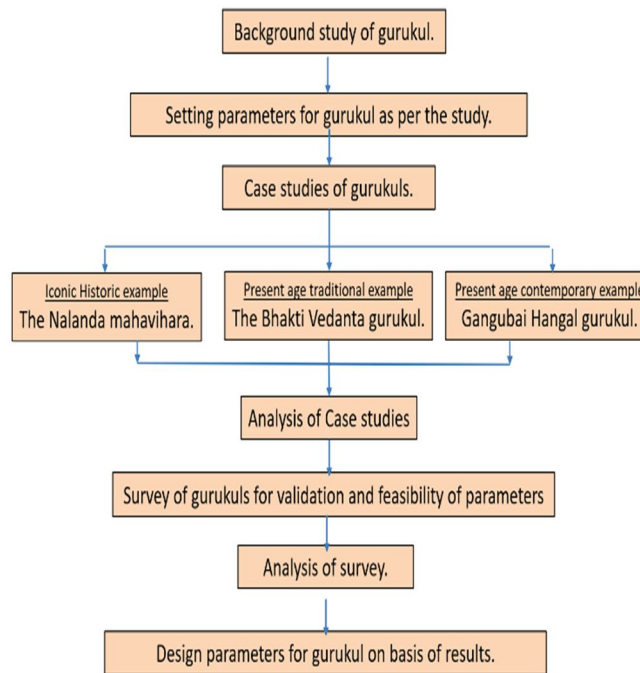 Background study of gurukul.
Setting parameters for gurukul as per the study.
Case studies of gurukuls.
Iconic Historic example
The Nalanda mahavihara.
Present age traditional example
The Bhakti Vedanta gurukul.
Present age contemporary example
Gangubai Hangal gurukul.
Analysis of Case studies
Survey of gurukuls for validation and feasibility of parameters
Analysis of survey.
Design parameters for gurukul on basis of results.